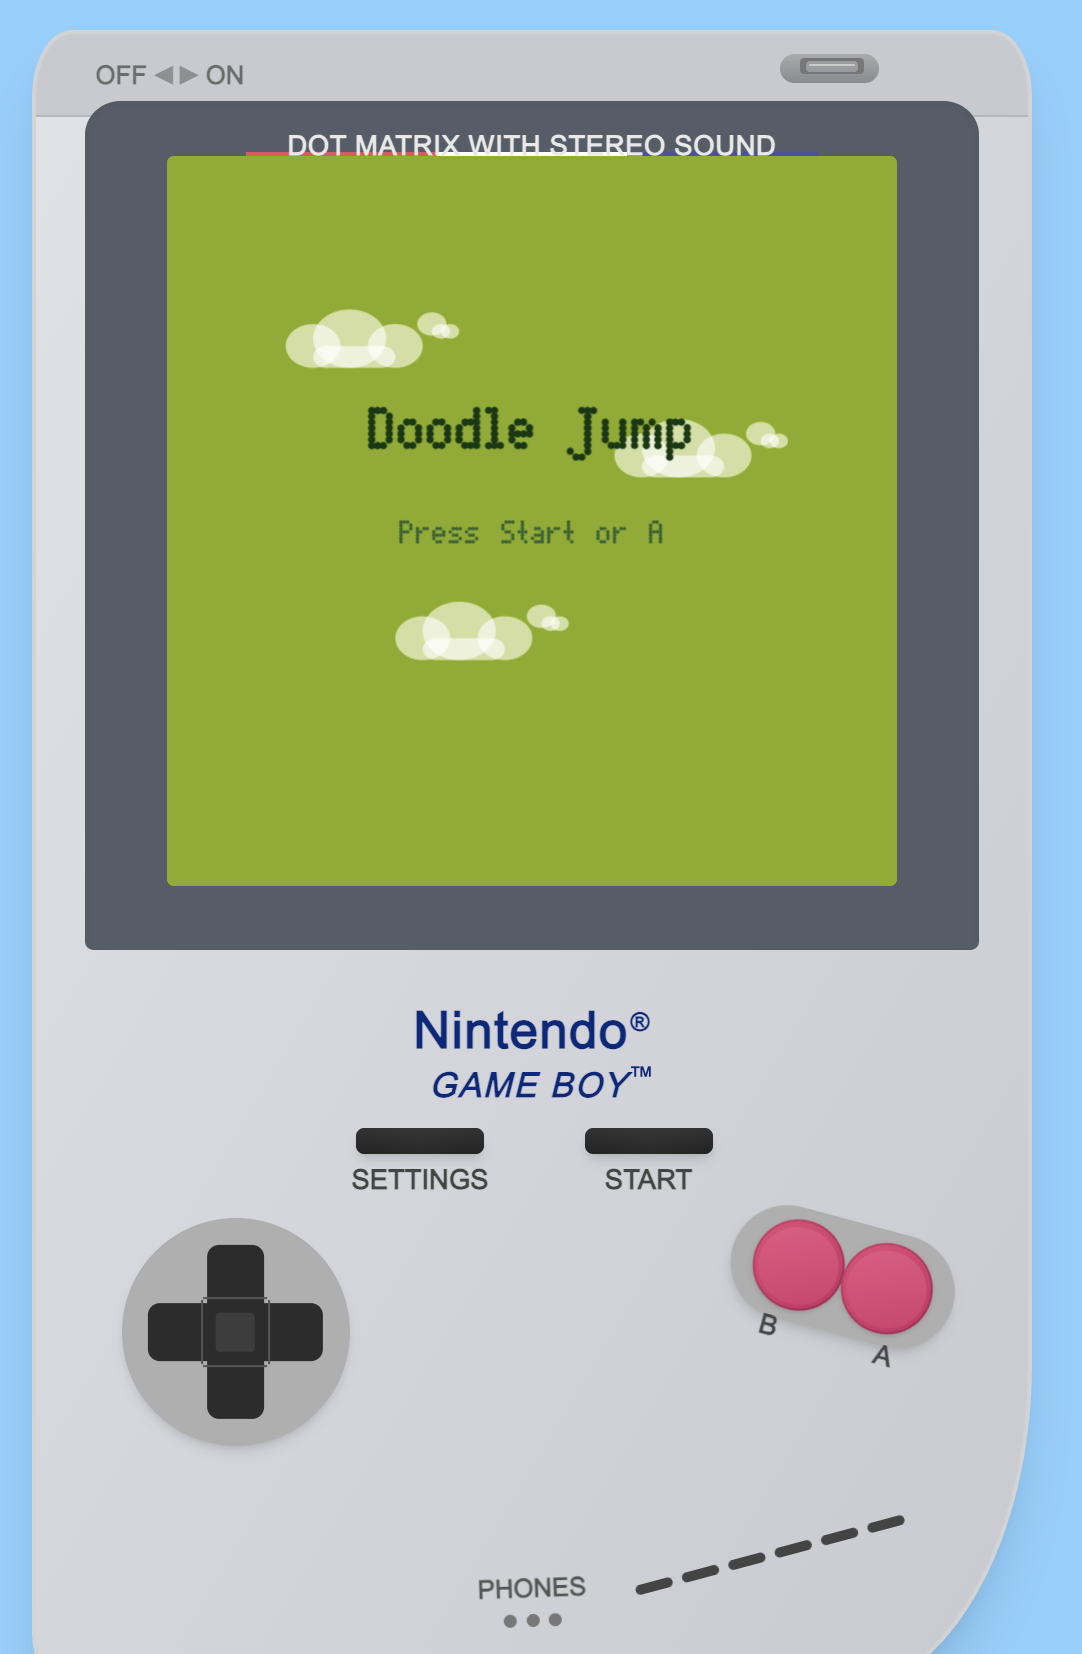 OFF ◀ ▶ ON
DOT MATRIX WITH STEREO SOUND
Doodle Jump
Press Start or A
Nintendo®
GAME BOY™
SETTINGS START
B
A
PHONES